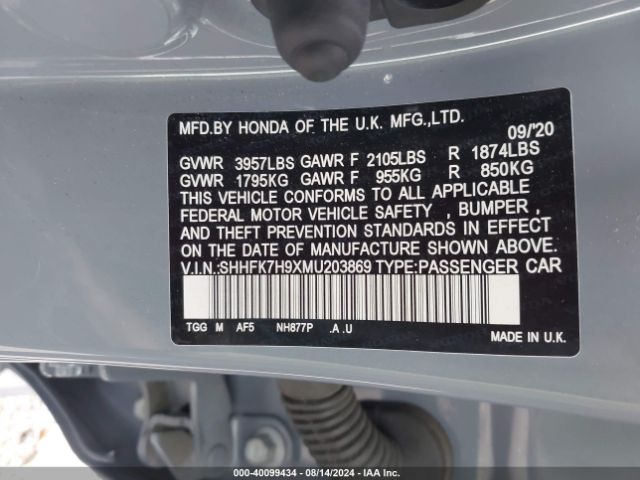 MFD.BY HONDA OF THE U.K. MFG.,LTD.
09/'20
GVWR 3957LBS GAWR F 2105LBS R 1874LBS
GVWR 1795KG GAWR F 955KG R 850KG
THIS VEHICLE CONFORMS TO ALL APPLICABLE
FEDERAL MOTOR VEHICLE SAFETY , BUMPER ,
AND THEFT PREVENTION STANDARDS IN EFFECT
ON THE DATE OF MANUFACTURE SHOWN ABOVE.
V.I.N.:SHHFK7H9XMU203869 TYPE:PASSENGER CAR
TGG M AF5 NH877P .A .U
MADE IN U.K.
000-40099434 - 08/14/2024 - IAA Inc.